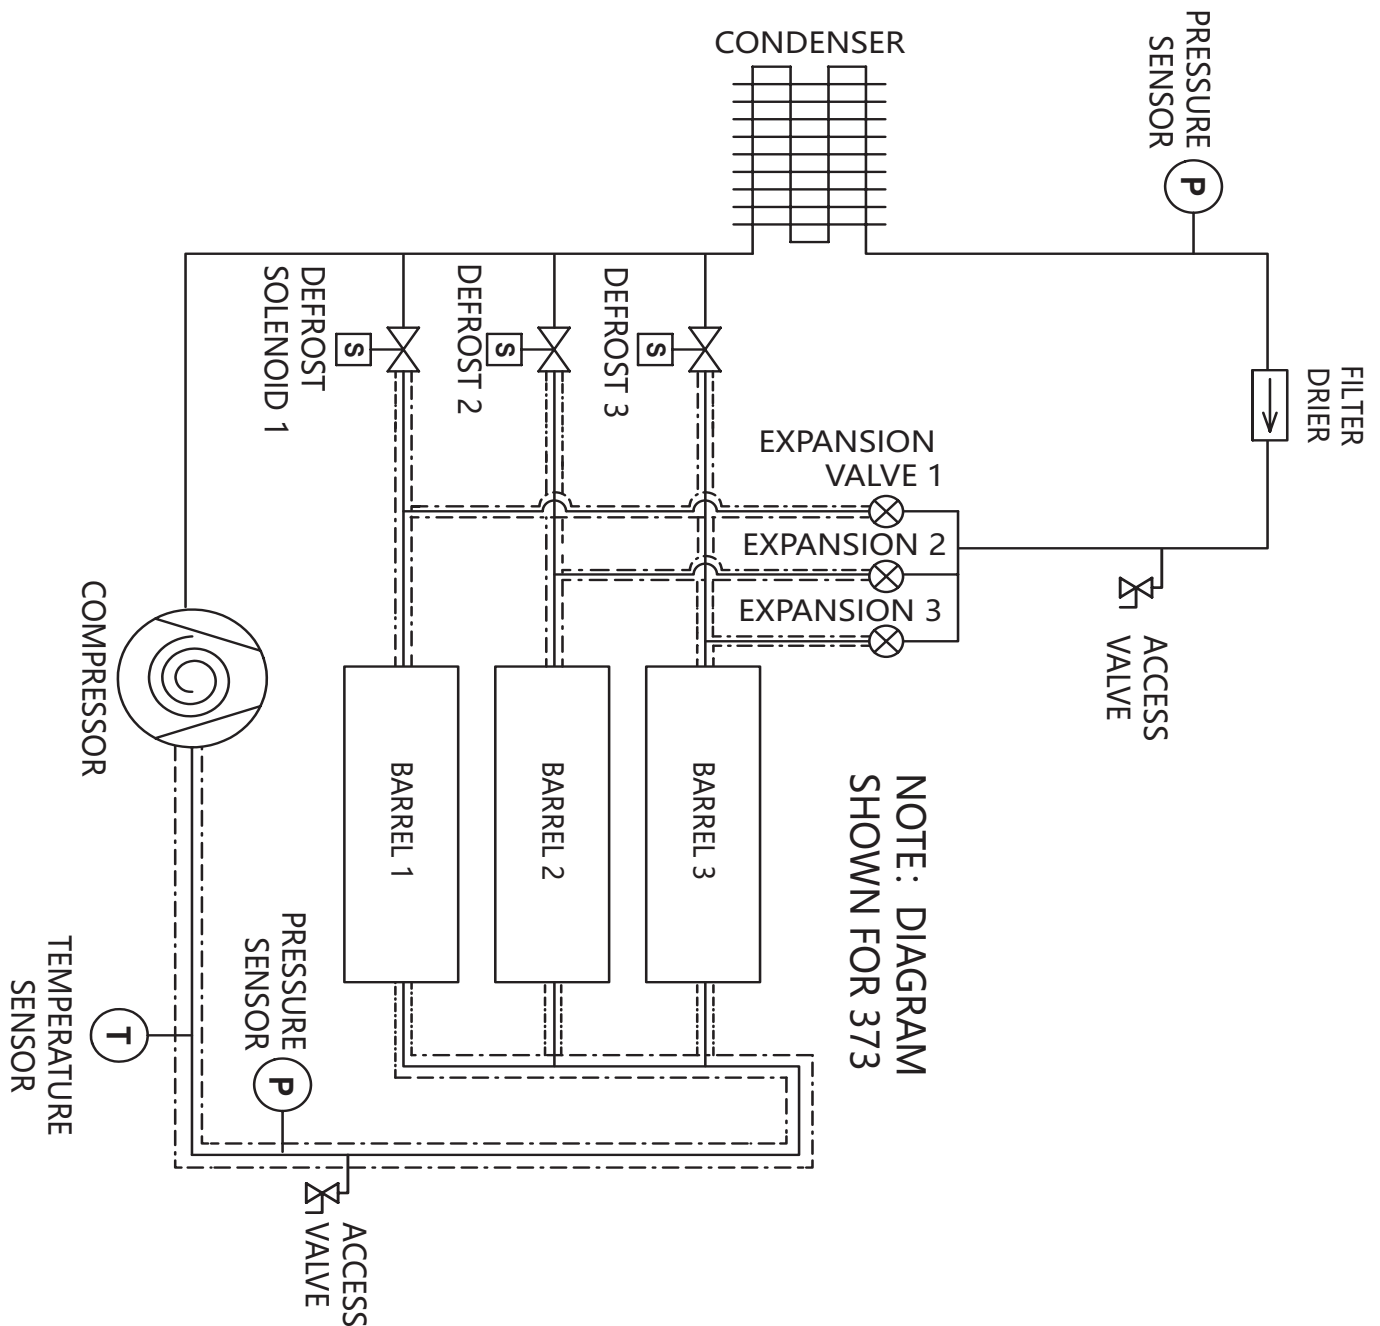 CONDENSER
PRESSURE
SENSOR
P
DEFROST
SOLENOID 1
S
DEFROST 2
S
DEFROST 3
S
FILTER
DRIER
EXPANSION
VALVE 1
EXPANSION 2
EXPANSION 3
ACCESS
VALVE
COMPRESSOR
BARREL 1
BARREL 2
BARREL 3
NOTE: DIAGRAM
SHOWN FOR 373
TEMPERATURE
SENSOR
T
PRESSURE
SENSOR
P
ACCESS
VALVE